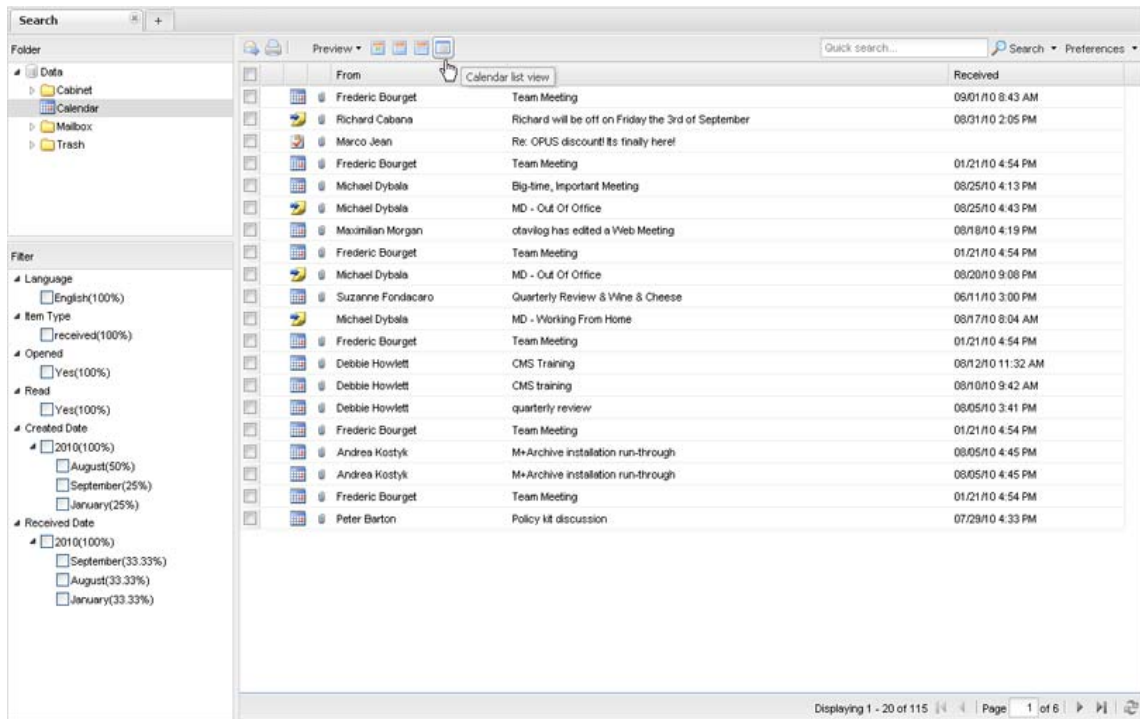 Search +
Folder
Data
Cabinet
Calendar
Mailbox
Trash
Filter
Language
English(100%)
Item Type
received(100%)
Opened
Yes(100%)
Read
Yes(100%)
Created Date
2010(100%)
August(50%)
September(25%)
January(25%)
Received Date
2010(100%)
September(33.33%)
August(33.33%)
January(33.33%)
Preview Quick search... Search Preferences
From Calendar list view Received
Frederic Bourget Team Meeting 09/01/10 8:43 AM
Richard Cabana Richard will be off on Friday the 3rd of September 08/31/10 2:05 PM
Marco Jean Re: OPUS discount! Its finally here!
Frederic Bourget Team Meeting 01/21/10 4:54 PM
Michael Dybala Big-time, Important Meeting 08/25/10 4:13 PM
Michael Dybala MD - Out Of Office 08/25/10 4:43 PM
Maximilian Morgan otavilog has edited a Web Meeting 08/18/10 4:19 PM
Frederic Bourget Team Meeting 01/21/10 4:54 PM
Michael Dybala MD - Out Of Office 08/20/10 9:08 PM
Suzanne Fondacaro Quarterly Review & Wine & Cheese 06/11/10 3:00 PM
Michael Dybala MD - Working From Home 08/17/10 8:04 AM
Frederic Bourget Team Meeting 01/21/10 4:54 PM
Debbie Howlett CMS Training 08/12/10 11:32 AM
Debbie Howlett CMS training 08/10/10 9:42 AM
Debbie Howlett quarterly review 08/05/10 3:41 PM
Frederic Bourget Team Meeting 01/21/10 4:54 PM
Andrea Kostyk M+Archive installation run-through 08/05/10 4:45 PM
Andrea Kostyk M+Archive installation run-through 08/05/10 4:45 PM
Frederic Bourget Team Meeting 01/21/10 4:54 PM
Peter Barton Policy kit discussion 07/29/10 4:33 PM
Displaying 1 - 20 of 115 Page 1 of 6